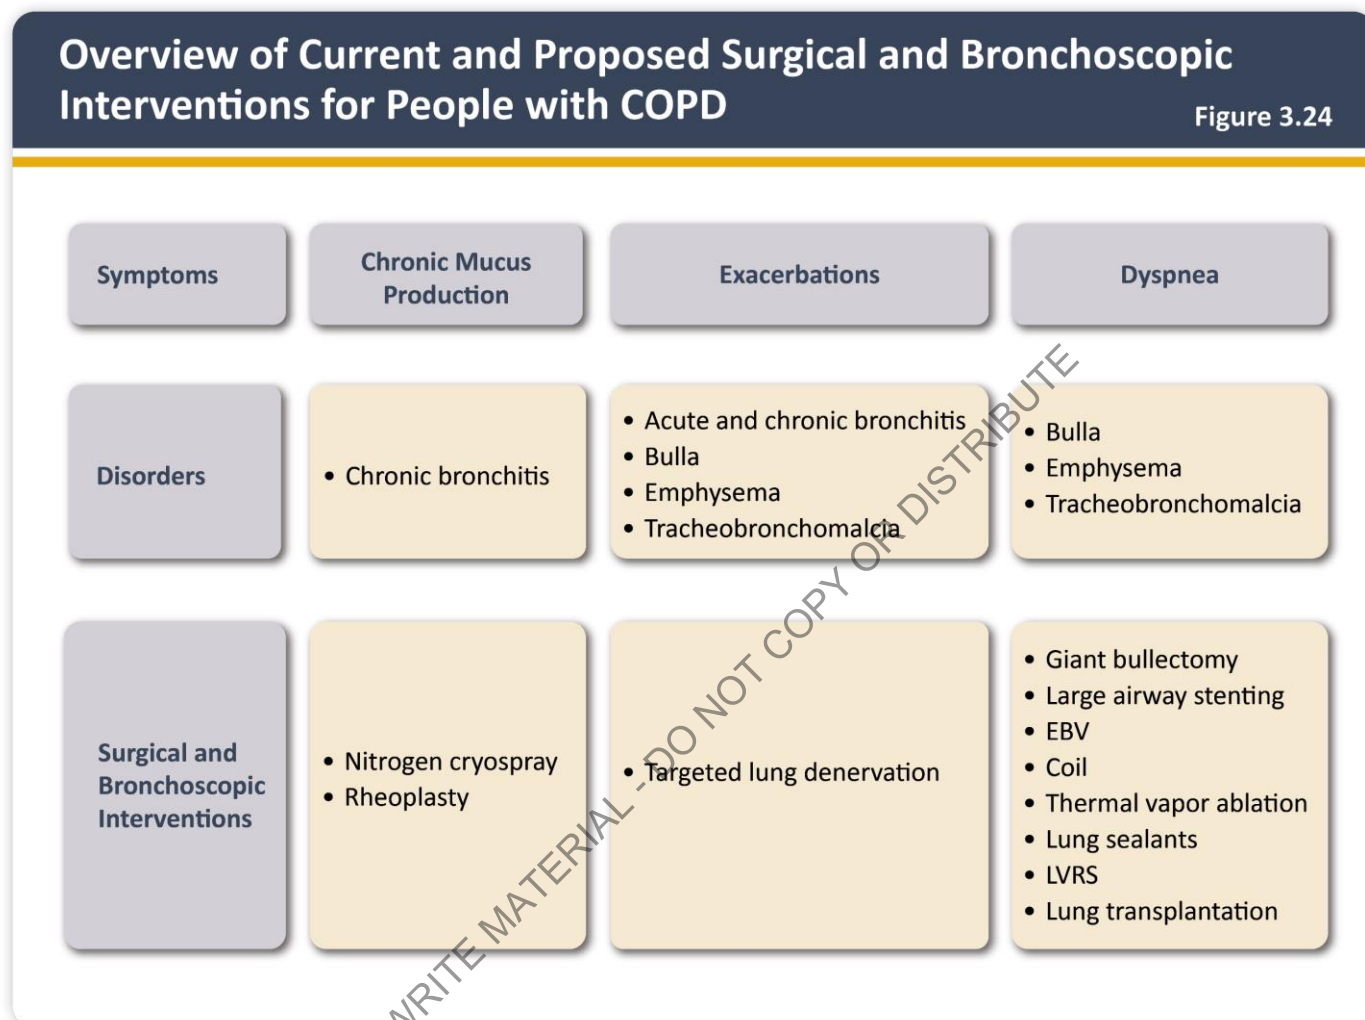 Overview of Current and Proposed Surgical and Bronchoscopic
Interventions for People with COPD
Figure 3.24
Symptoms
Chronic Mucus
Production
Exacerbations
Dyspnea
Disorders
• Chronic bronchitis
• Acute and chronic bronchitis
• Bulla
• Emphysema
• Tracheobronchomalcia
• Bulla
• Emphysema
• Tracheobronchomalcia
Surgical and
Bronchoscopic
Interventions
• Nitrogen cryospray
• Rheoplasty
• Targeted lung denervation
• Giant bullectomy
• Large airway stenting
• EBV
• Coil
• Thermal vapor ablation
• Lung sealants
• LVRS
• Lung transplantation
WRITE MATERIAL - DO NOT COPY OR DISTRIBUTE